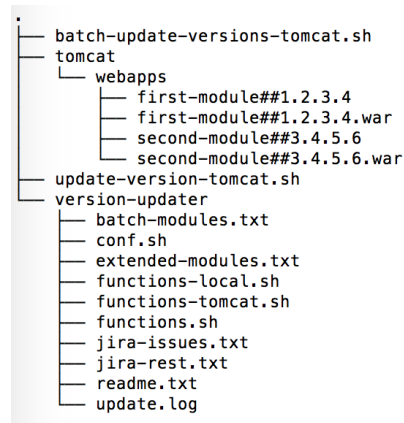 .
├── batch-update-versions-tomcat.sh
├── tomcat
│   └── webapps
│       ├── first-module##1.2.3.4
│       ├── first-module##1.2.3.4.war
│       ├── second-module##3.4.5.6
│       └── second-module##3.4.5.6.war
├── update-version-tomcat.sh
└── version-updater
    ├── batch-modules.txt
    ├── conf.sh
    ├── extended-modules.txt
    ├── functions-local.sh
    ├── functions-tomcat.sh
    ├── functions.sh
    ├── jira-issues.txt
    ├── jira-rest.txt
    ├── readme.txt
    └── update.log